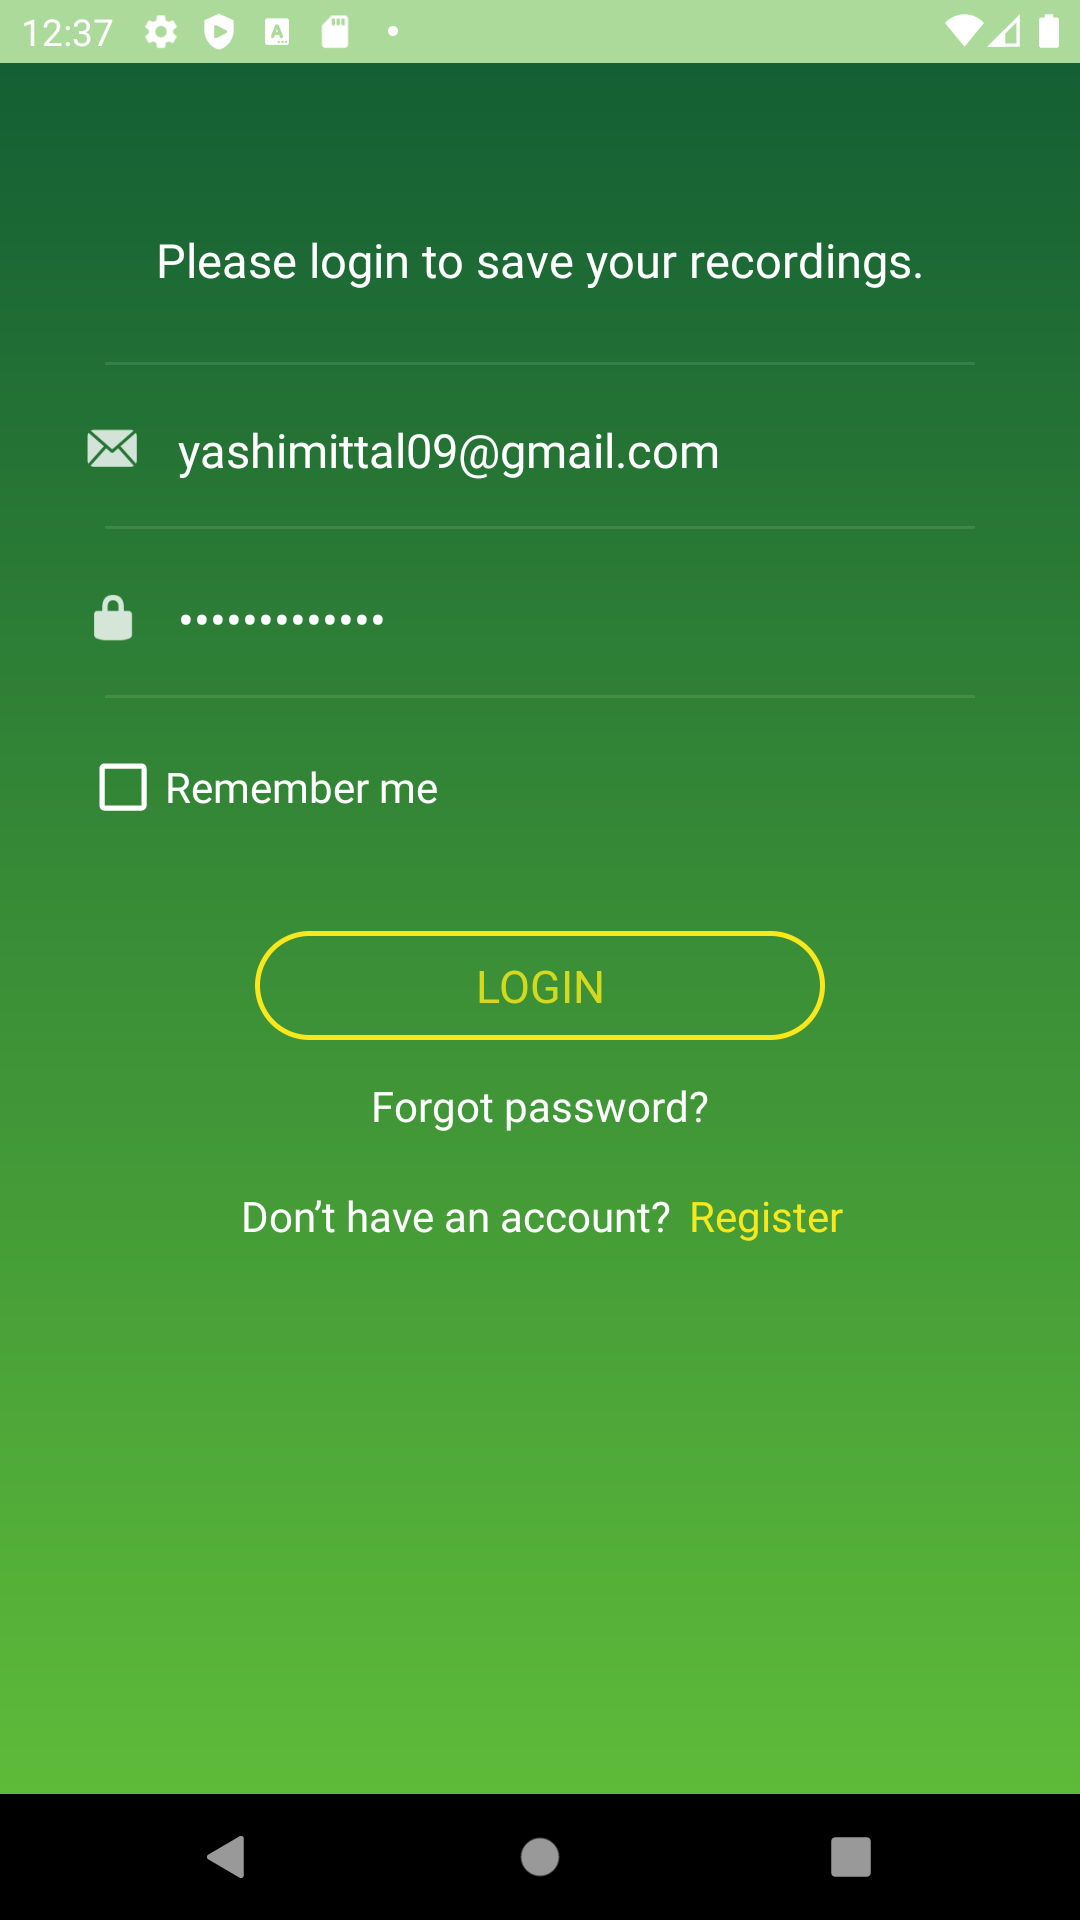 12:37
Please login to save your recordings.
yashimittal09@gmail.com
•••••••••••••
Remember me
LOGIN
Forgot password?
Don’t have an account? Register